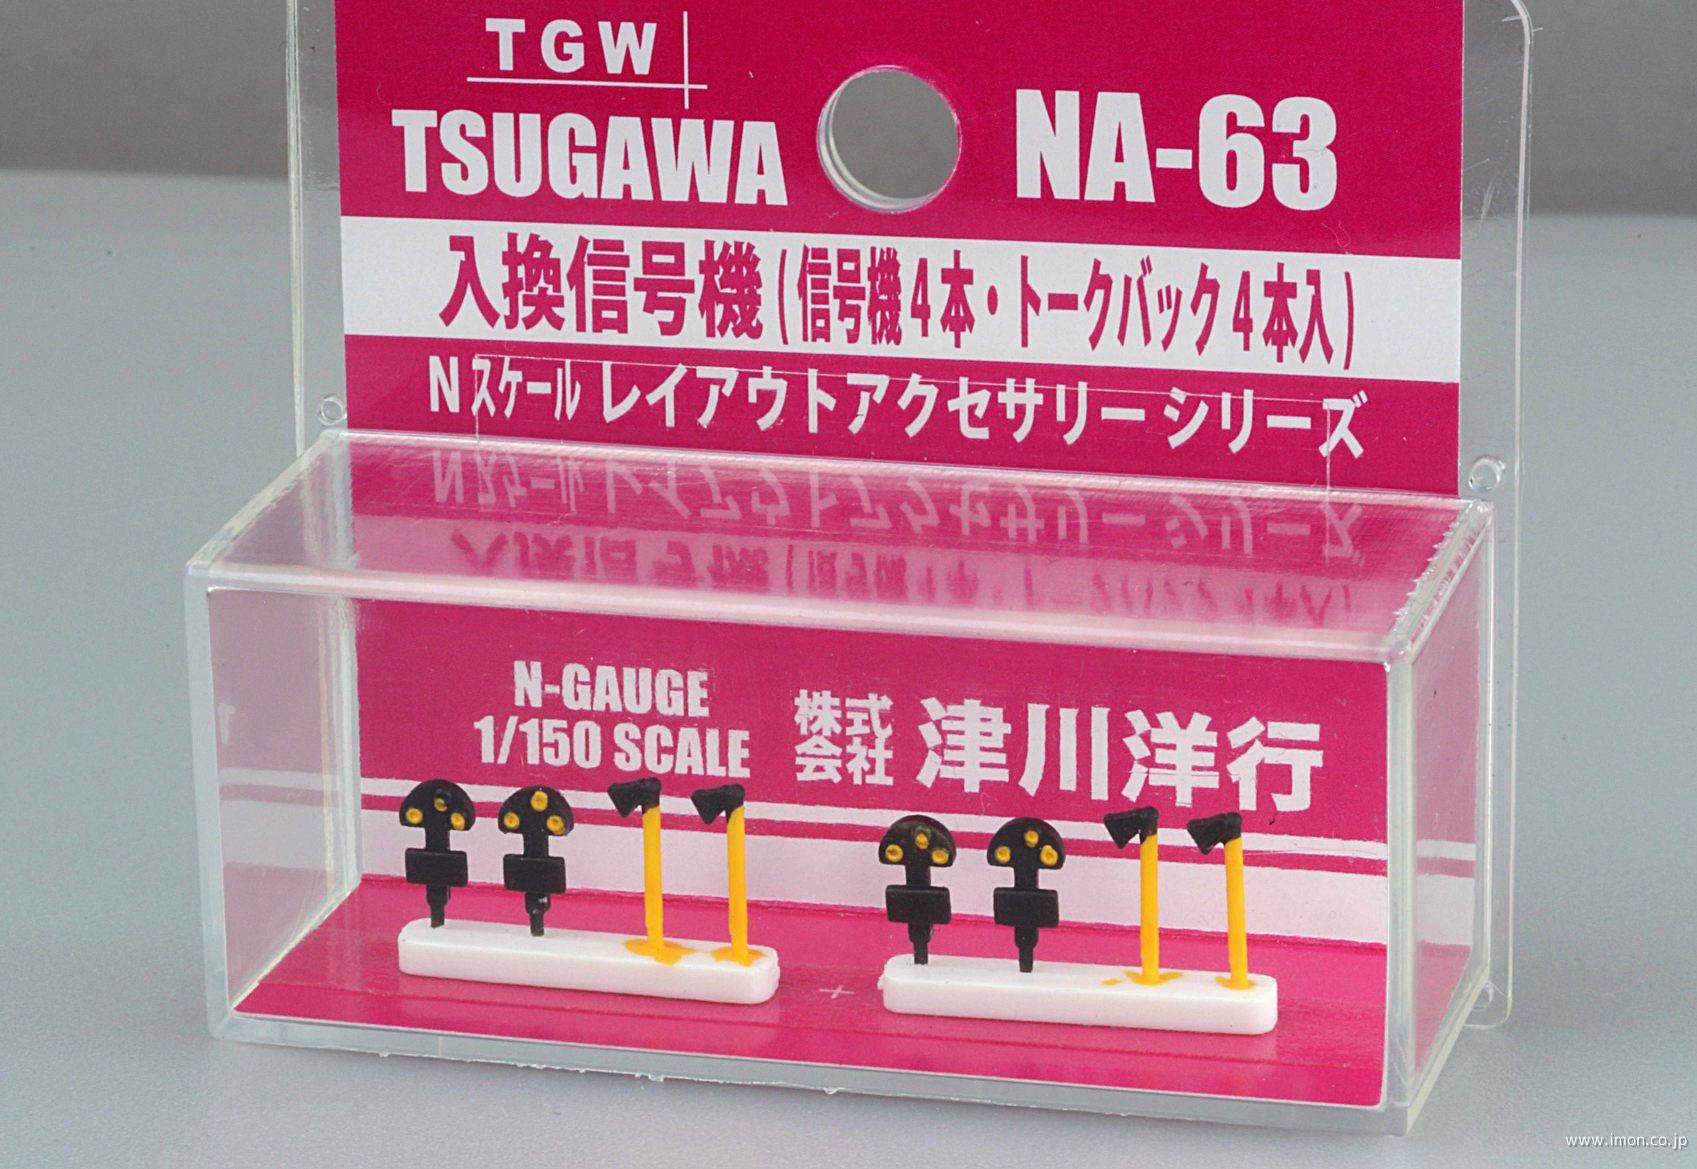 TGW
TSUGAWA
NA-63
入換信号機(信号機4本・トークバック4本入)
Nスケール レイアウトアクセサリーシリーズ
N-GAUGE
1/150 SCALE
株式会社 津川洋行
www.imon.co.jp